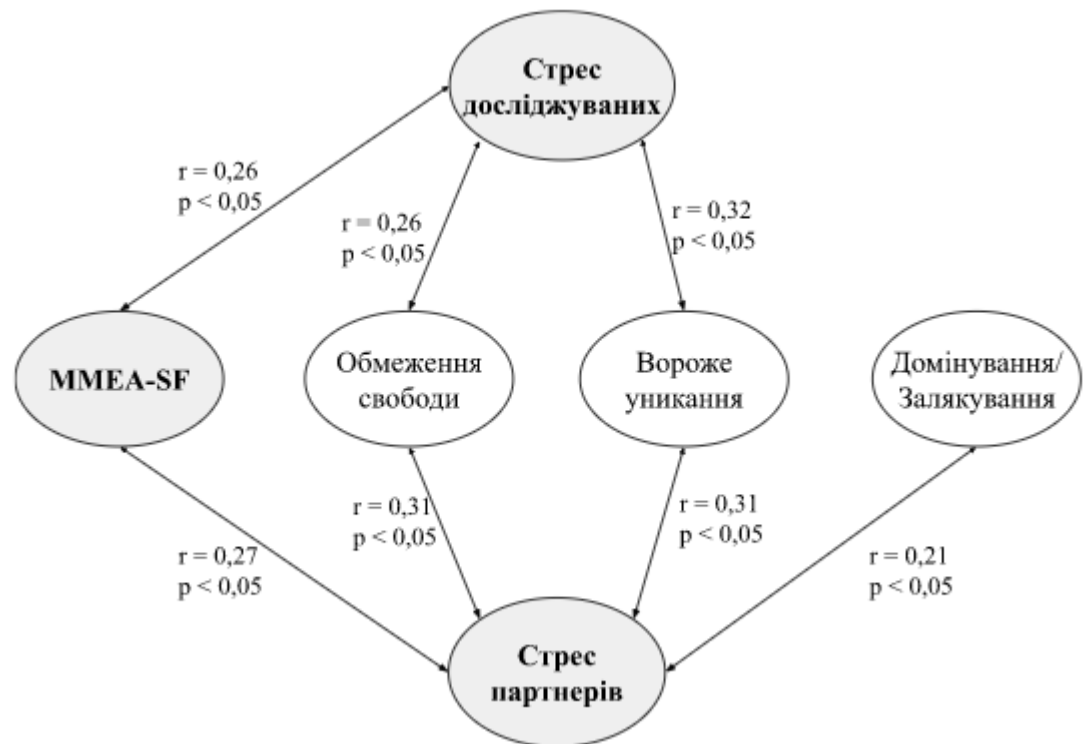 Стрес
досліджуваних
r = 0,26
p < 0,05
r = 0,26
p < 0,05
r = 0,32
p < 0,05
MMEA-SF
Обмеження
свободи
Вороже
уникання
Домінування/
Залякування
r = 0,27
p < 0,05
r = 0,31
p < 0,05
r = 0,31
p < 0,05
r = 0,21
p < 0,05
Стрес
партнерів